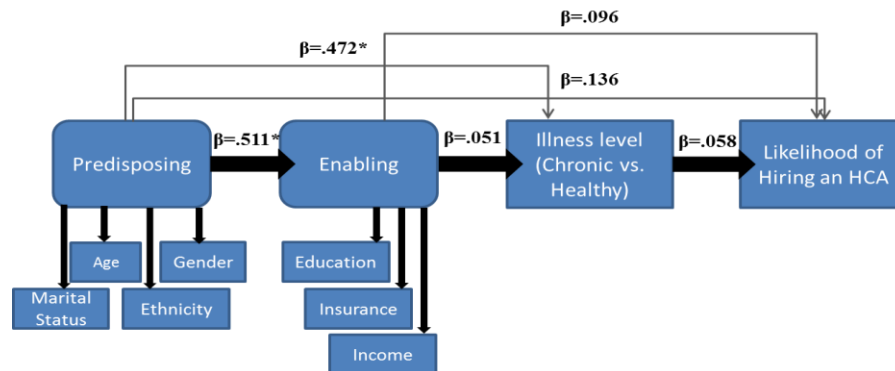 β=.096
β=.472*
β=.136
Predisposing
β=.511*
Enabling
β=.051
Illness level
(Chronic vs.
Healthy)
β=.058
Likelihood of
Hiring an HCA
Age
Gender
Marital
Status
Ethnicity
Education
Insurance
Income